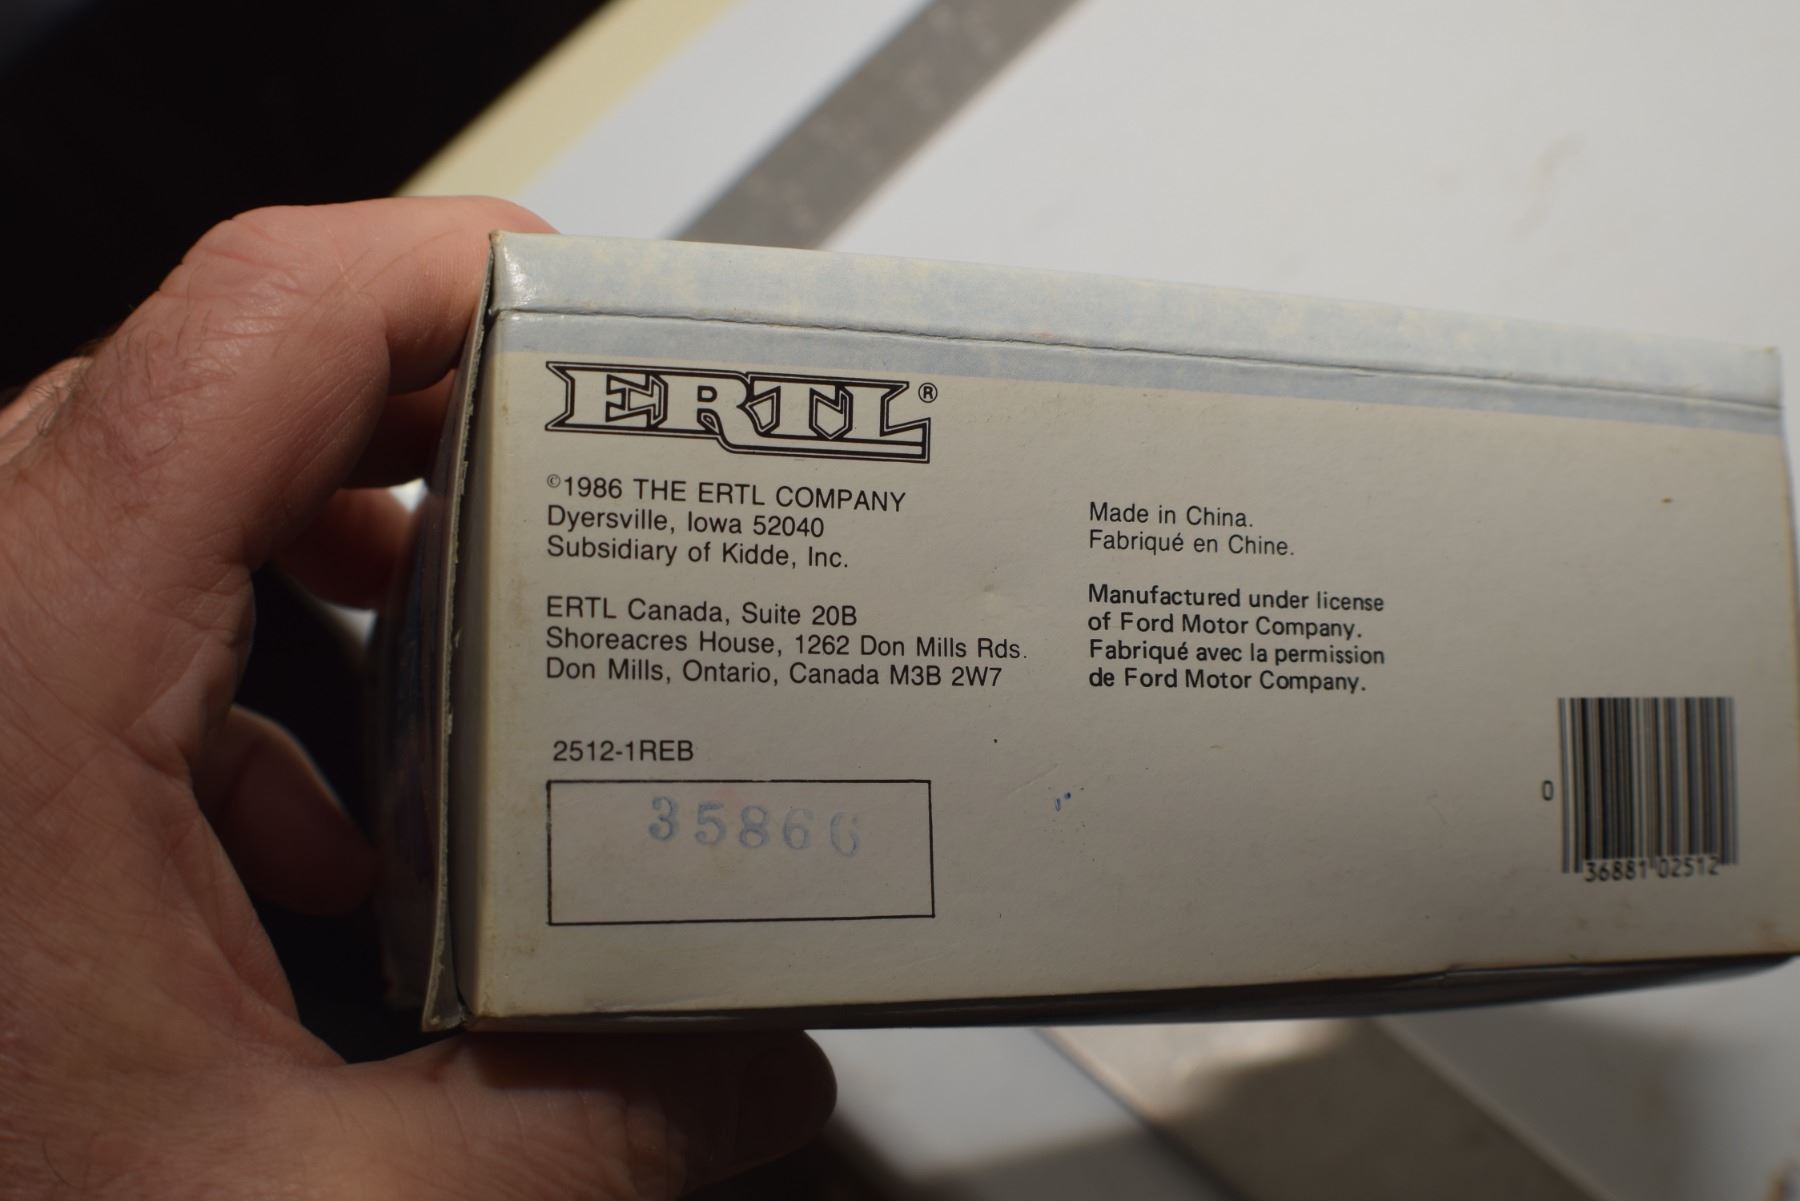 ERTL®
©1986 THE ERTL COMPANY
Dyersville, Iowa 52040
Subsidiary of Kidde, Inc.
ERTL Canada, Suite 20B
Shoreacres House, 1262 Don Mills Rds.
Don Mills, Ontario, Canada M3B 2W7
2512-1REB
35866
Made in China.
Fabriqué en Chine.
Manufactured under license
of Ford Motor Company.
Fabriqué avec la permission
de Ford Motor Company.
0 36881 02512